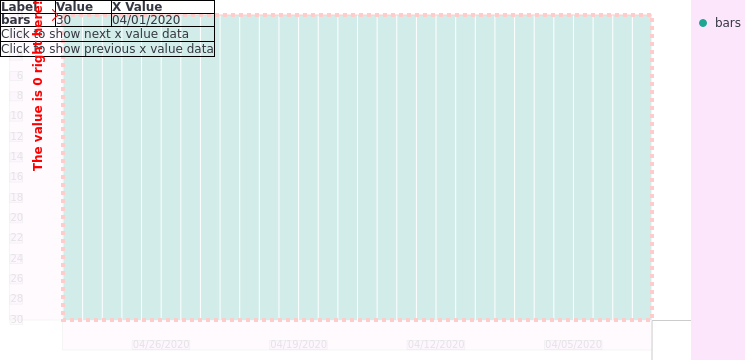 Label Value X Value
bars 30 04/01/2020
Click to show next x value data
Click to show previous x value data
The value is 0 right here!
bars
6
8
10
12
14
16
18
20
22
24
26
28
30
04/26/2020 04/19/2020 04/12/2020 04/05/2020